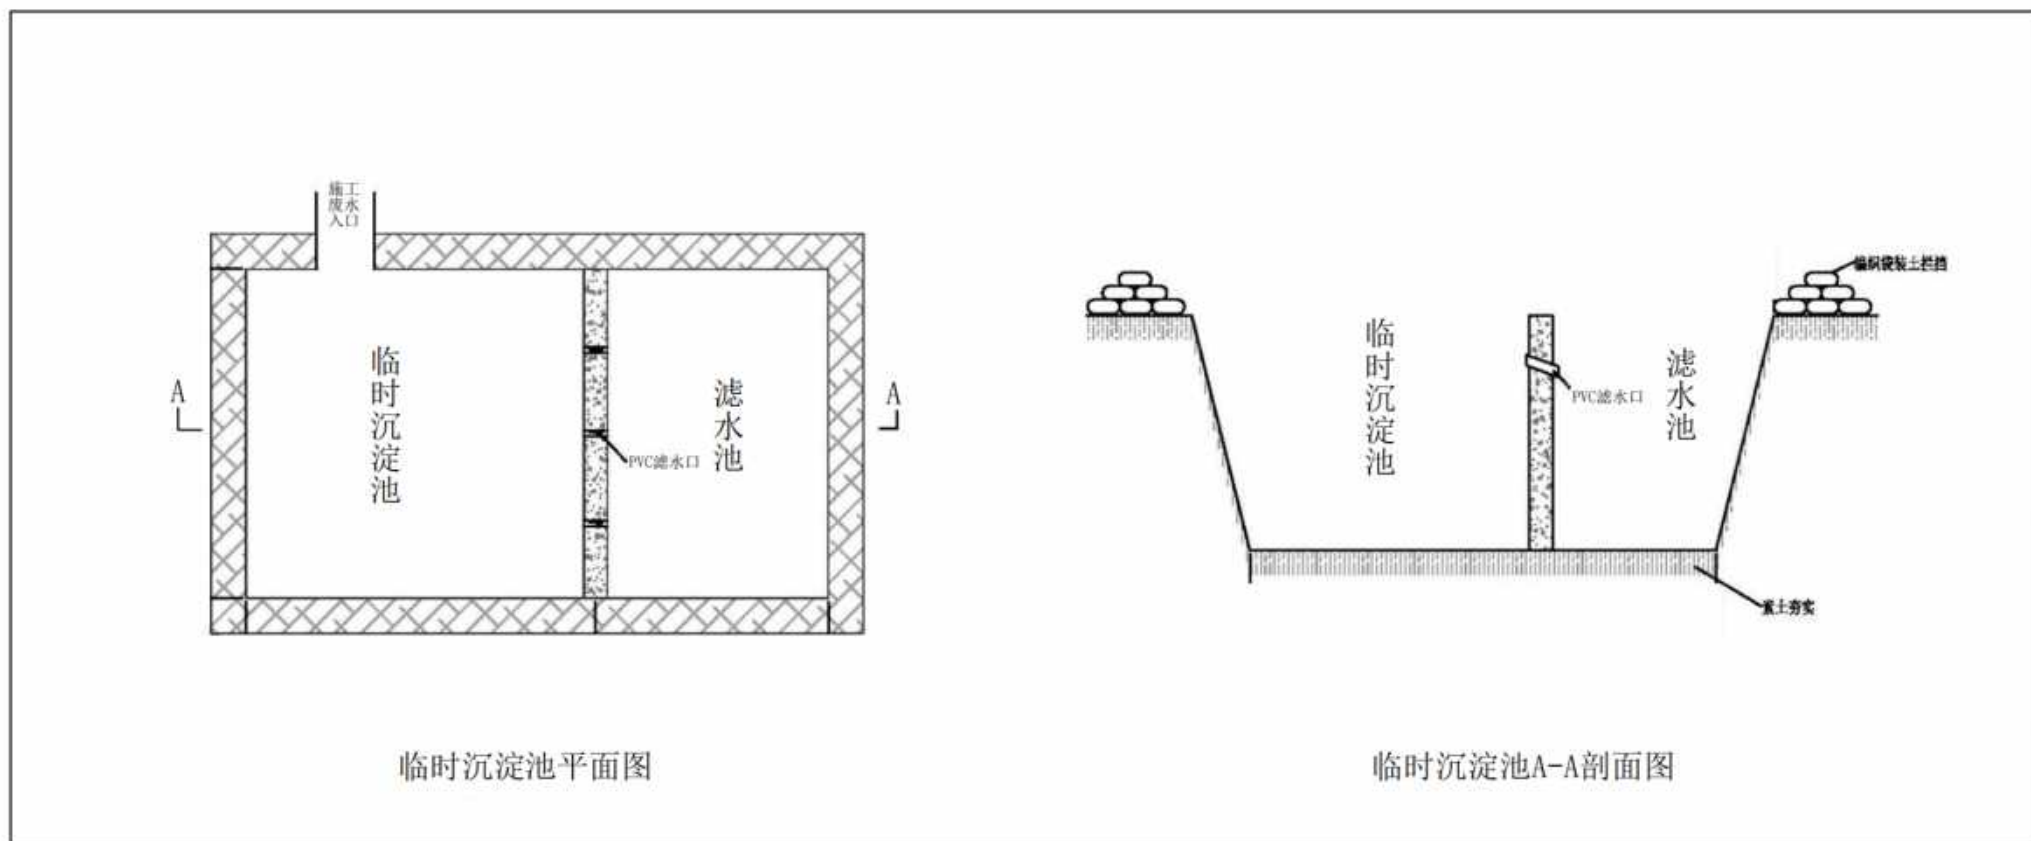 施工
废水
入口
临时沉淀池
A
A
滤水池
PVC滤水口
临时沉淀池平面图
编织袋装土拦挡
临时沉淀池
滤水池
PVC滤水口
素土夯实
临时沉淀池A-A剖面图